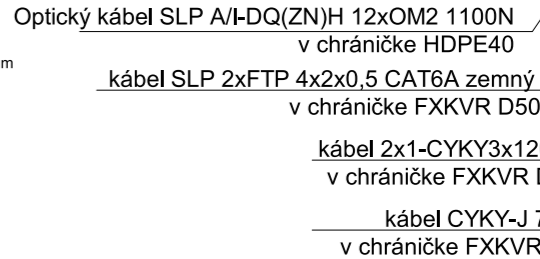 Optický kábel SLP A/I-DQ(ZN)H 12xOM2 1100N
v chráničke HDPE40
m
kábel SLP 2xFTP 4x2x0,5 CAT6A zemný
v chráničke FXKVR D50
kábel 2x1-CYKY3x12
v chráničke FXKVR
kábel CYKY-J 7
v chráničke FXKVR